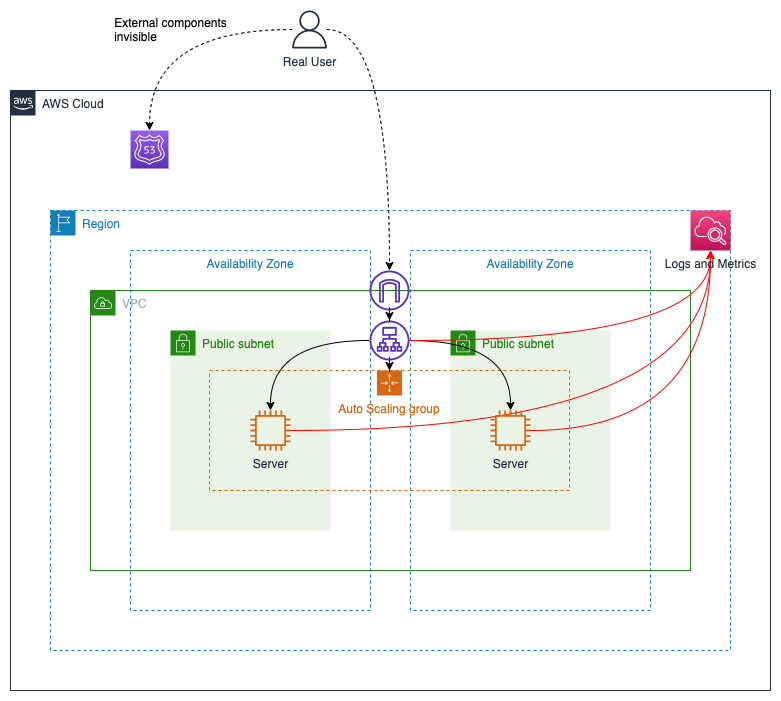 External components
invisible
Real User
aws
AWS Cloud
53
Region
Availability Zone
Availability Zone
Logs and Metrics
VPC
Public subnet
Public subnet
Auto Scaling group
Server
Server